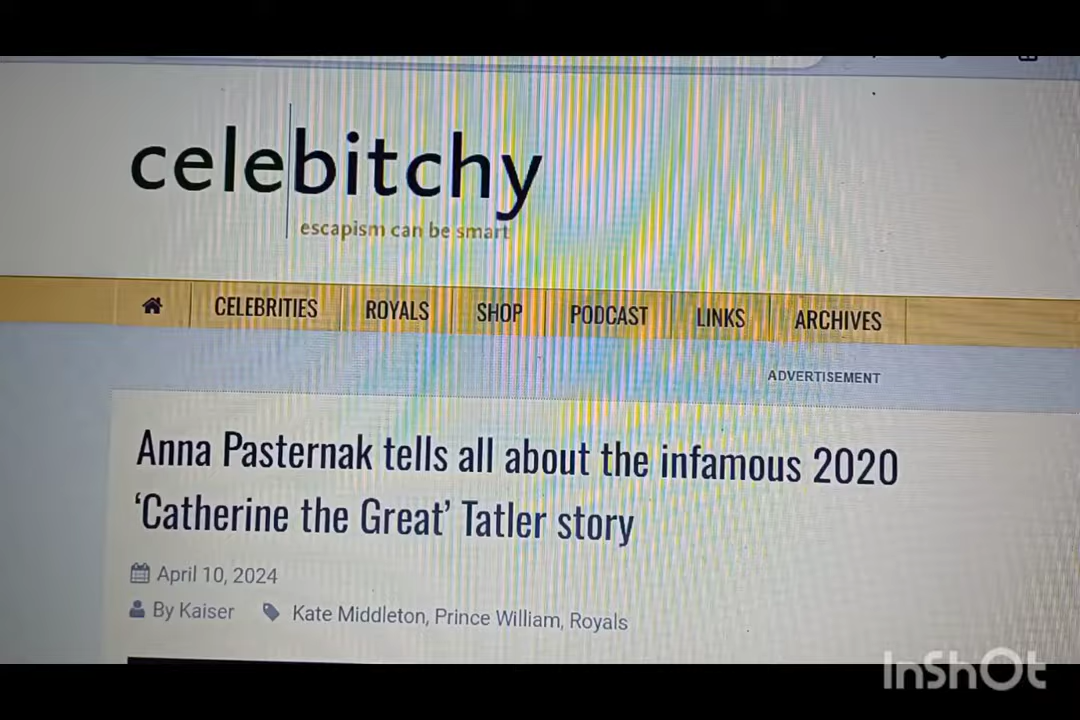 celebitchy
escapism can be smart
CELEBRITIES ROYALS SHOP PODCAST LINKS ARCHIVES
ADVERTISEMENT
Anna Pasternak tells all about the infamous 2020
‘Catherine the Great’ Tatler story
April 10, 2024
By Kaiser Kate Middleton, Prince William, Royals
InShOt